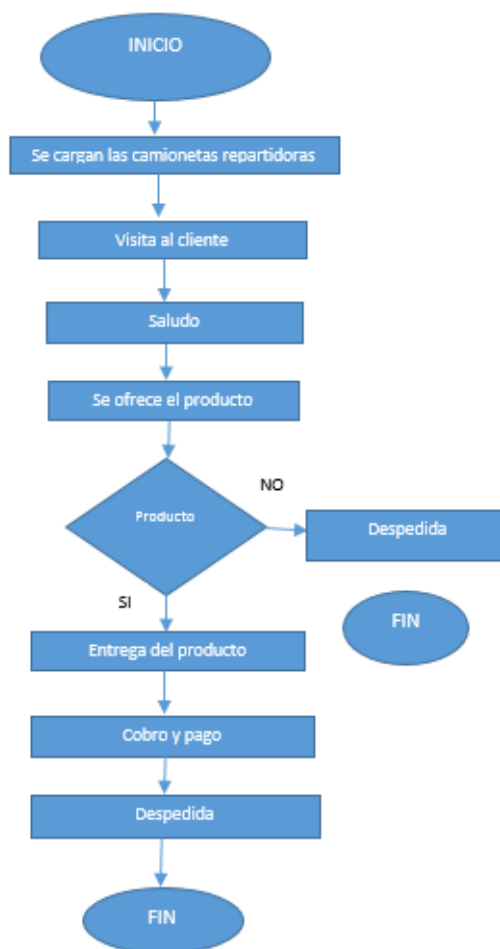 INICIO
Se cargan las camionetas repartidoras
Visita al cliente
Saludo
Se ofrece el producto
Producto
NO
Despedida
FIN
SI
Entrega del producto
Cobro y pago
Despedida
FIN